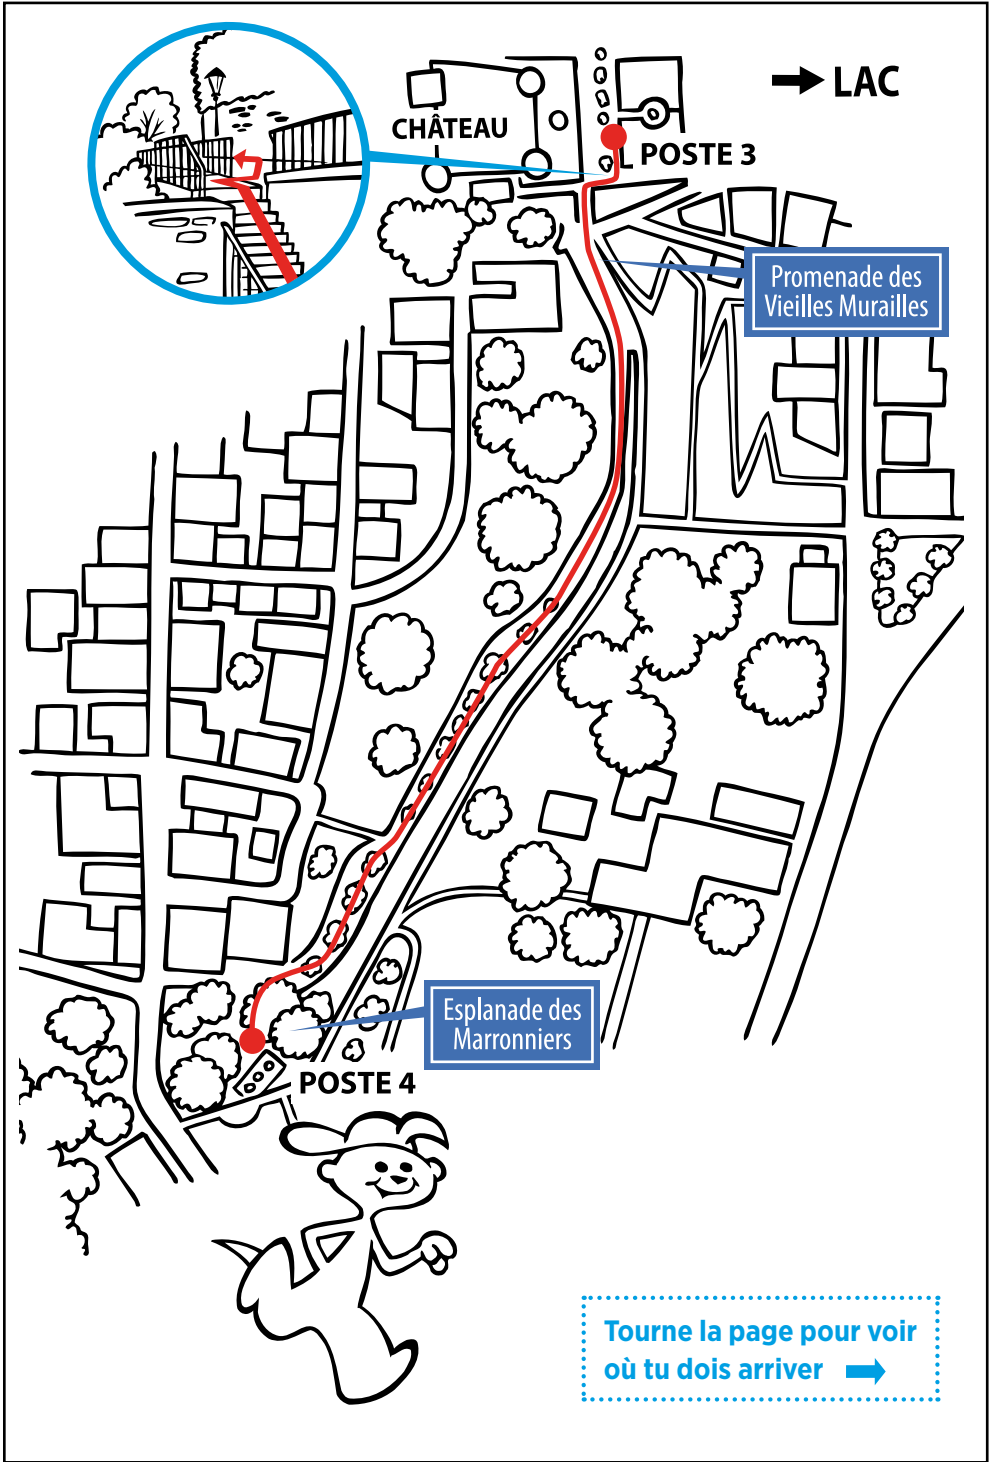 LAC
CHÂTEAU
POSTE 3
Promenade des
Vieilles Murailles
Esplanade des
Marronniers
POSTE 4
Tourne la page pour voir
où tu dois arriver